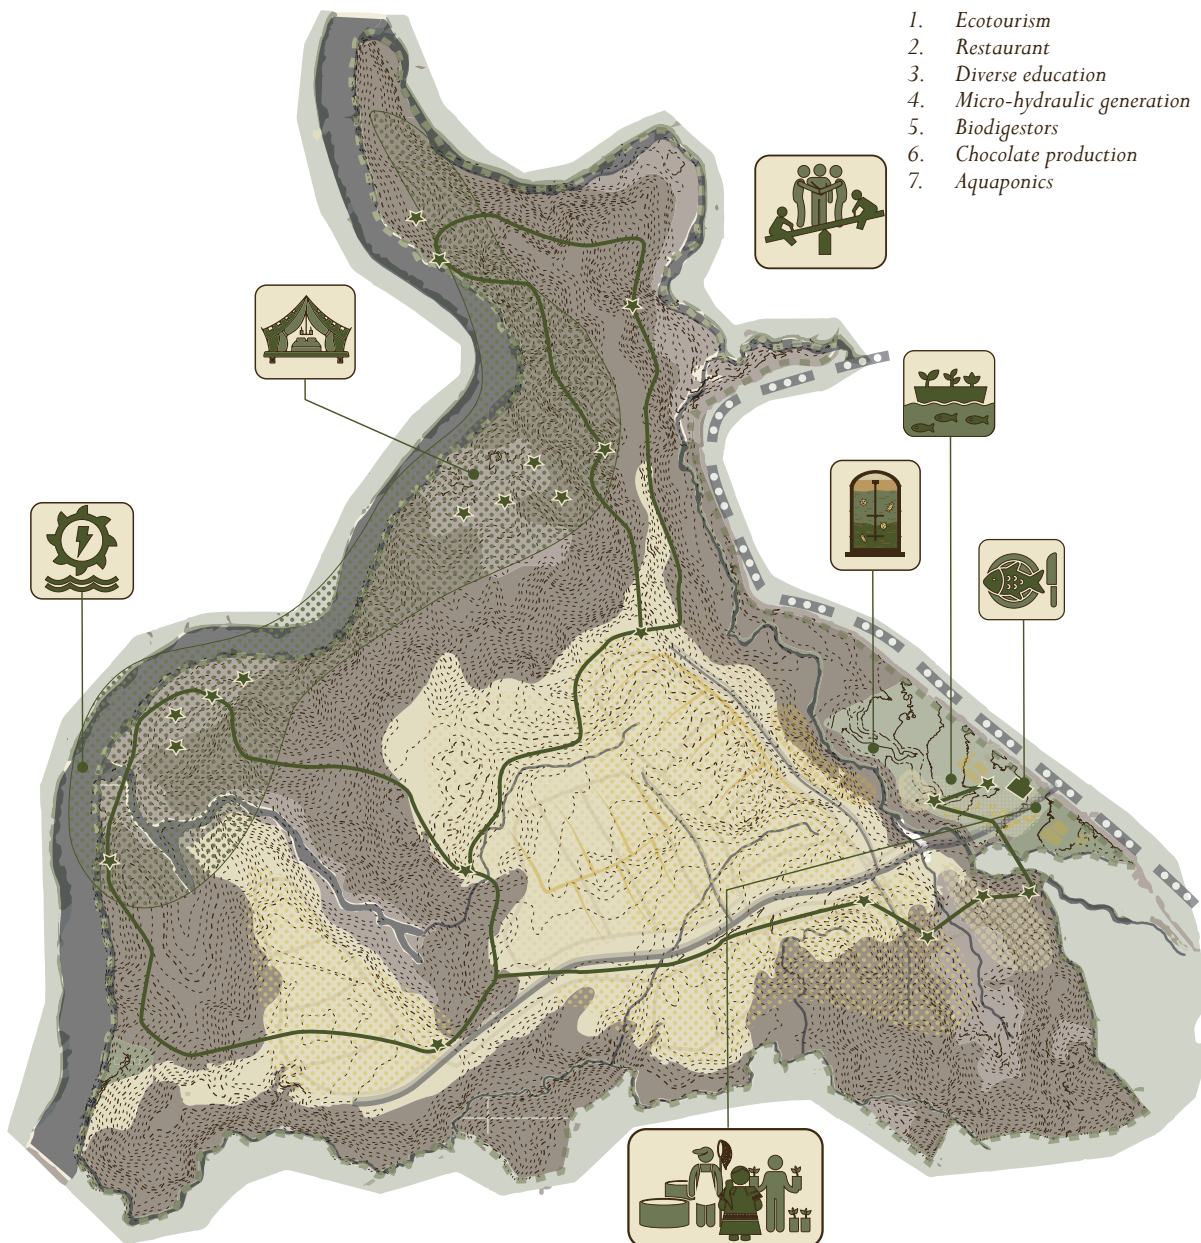 1. Ecotourism
2. Restaurant
3. Diverse education
4. Micro-hydraulic generation
5. Biodigestors
6. Chocolate production
7. Aquaponics